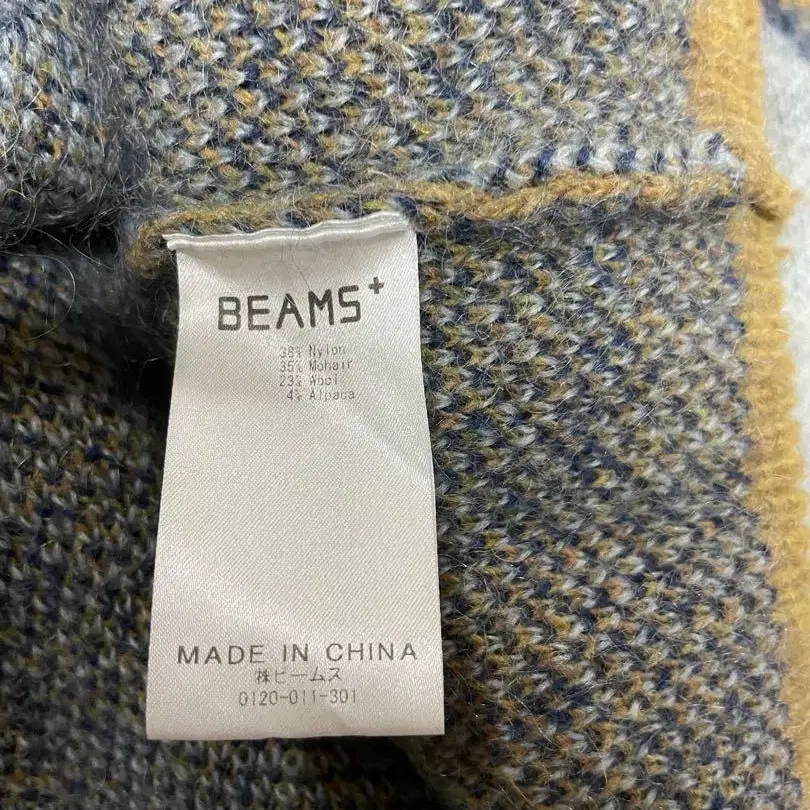 BEAMS+
38% Nylon
35% Mohair
23% Wool
4% Alpaca
MADE IN CHINA
㈱ビームス
0120-011-301